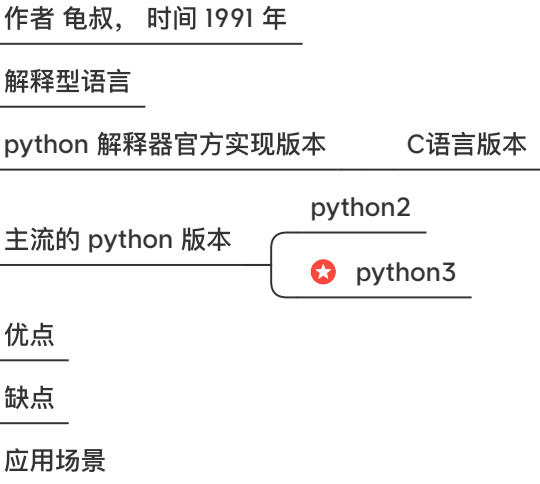 作者 龟叔， 时间 1991 年
解释型语言
python 解释器官方实现版本 C语言版本
python2
主流的 python 版本
python3
优点
缺点
应用场景